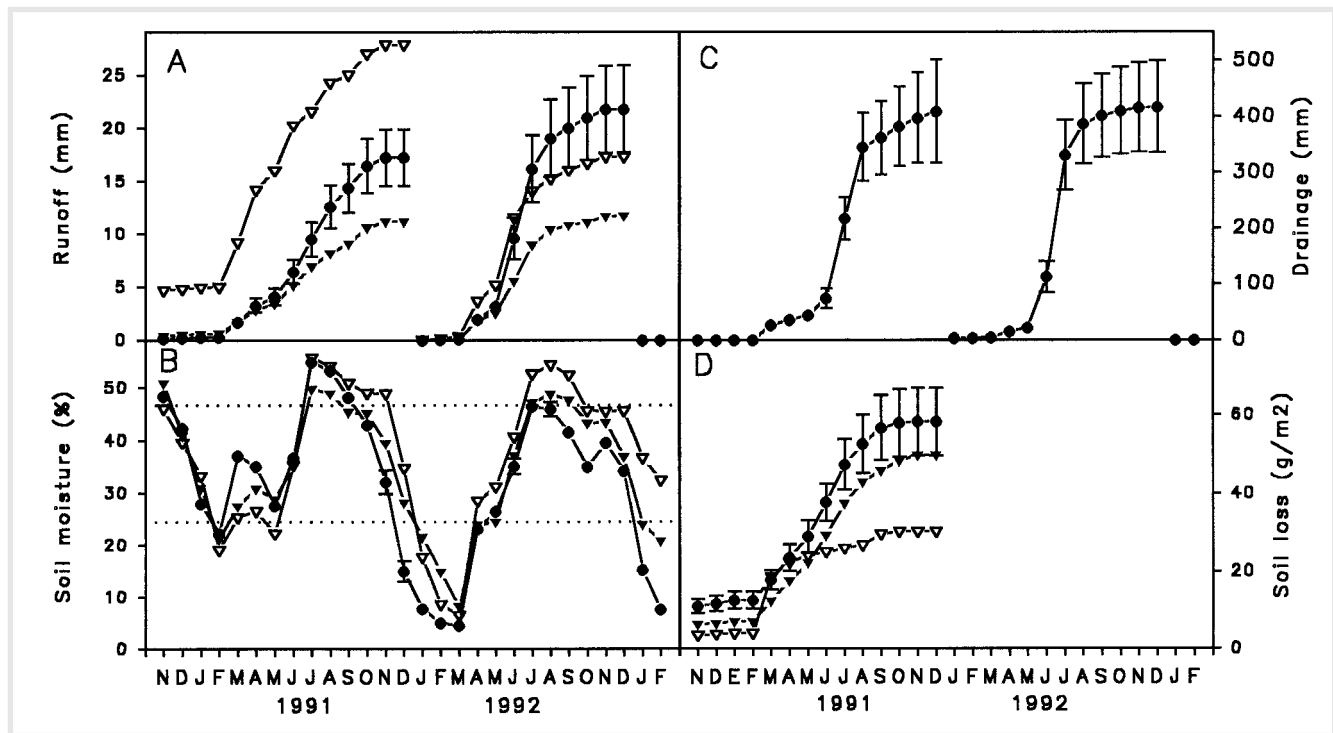 A
C
25
20
15
10
5
0
Runoff (mm)
500
400
300
200
100
0
Drainage (mm)
B
D
50
40
30
20
10
0
Soil moisture (%)
60
40
20
0
Soil loss (g/m2)
N D J F M A M J J A S O N D J F M A M J J A S O N D J F
1991 1992
N D E F M A M J J A S O N D J F M A M J J A S O N D J F
1991 1992